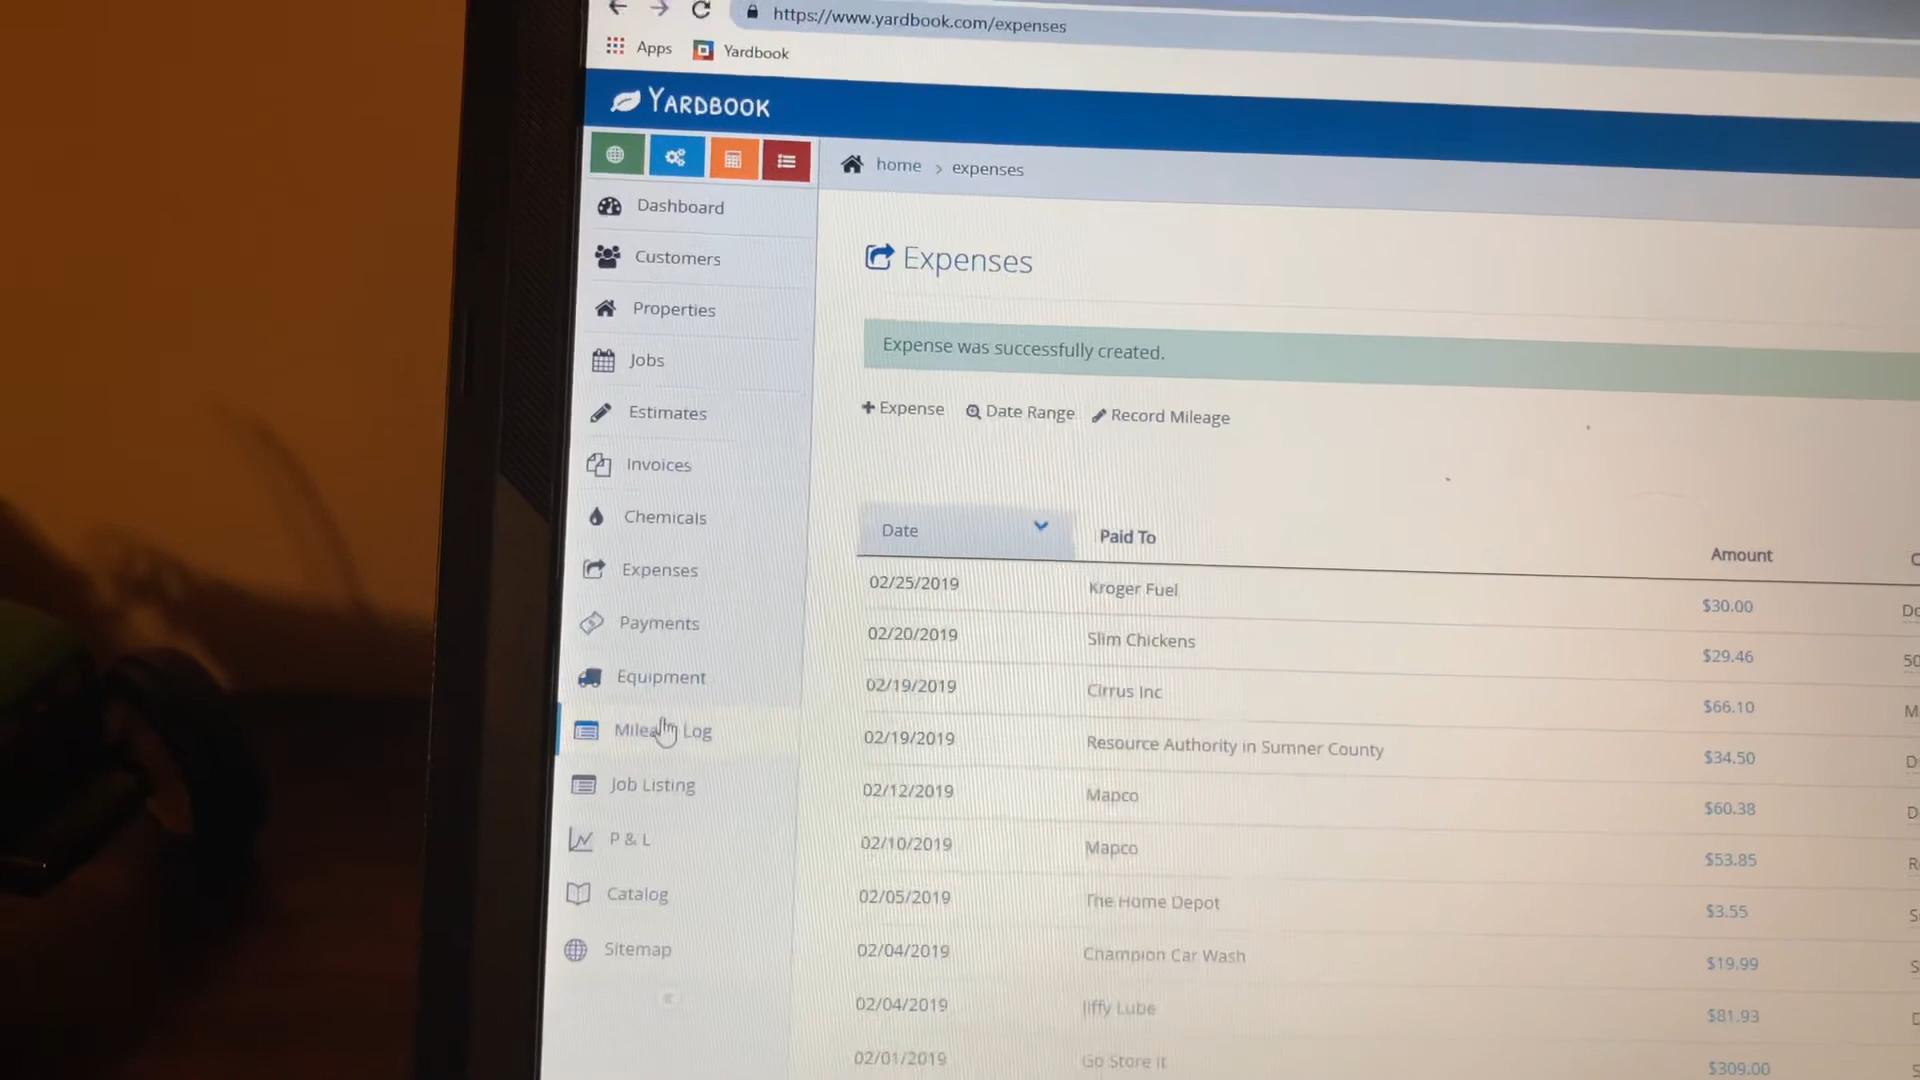 https://www.yardbook.com/expenses
Apps Yardbook
YARDBOOK
home > expenses
Dashboard
Customers
Properties
Jobs
Estimates
Invoices
Chemicals
Expenses
Payments
Equipment
Log
Job Listing
P & L
Catalog
Sitemap
Expenses
Expense was successfully created.
+ Expense Date Range Record Mileage
Date Paid To Amount
02/25/2019 Kroger Fuel $30.00
02/20/2019 Slim Chickens $29.46
02/19/2019 Cirrus Inc $66.10
02/19/2019 Resource Authority in Sumner County $34.50
02/12/2019 Mapco $60.38
02/10/2019 Mapco $53.85
02/05/2019 The Home Depot $3.55
02/04/2019 Champion Car Wash $19.99
02/04/2019 Jiffy Lube $81.93
02/01/2019 Go Store It $309.00